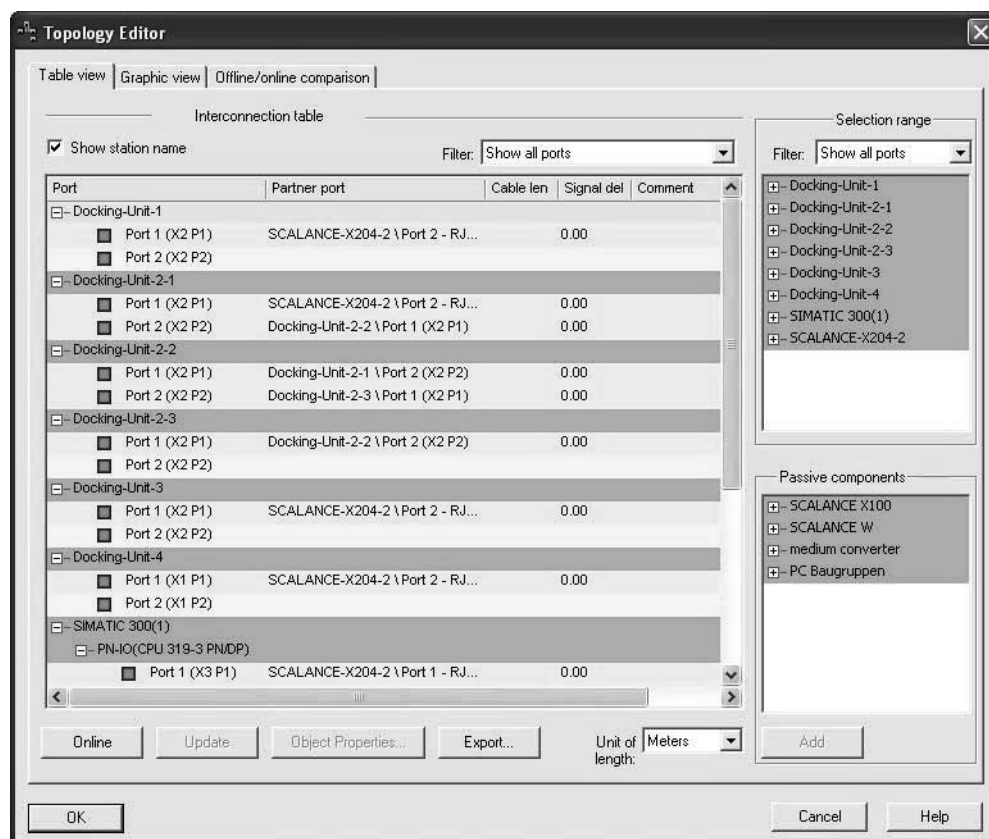 Topology Editor
Table view Graphic view Offline/online comparison
Interconnection table
Show station name
Filter: Show all ports
Port Partner port Cable len Signal del Comment
Docking-Unit-1
Port 1 (X2 P1) SCALANCE-X204-2 \ Port 2 - RJ... 0.00
Port 2 (X2 P2)
Docking-Unit-2-1
Port 1 (X2 P1) SCALANCE-X204-2 \ Port 2 - RJ... 0.00
Port 2 (X2 P2) Docking-Unit-2-2 \ Port 1 (X2 P1) 0.00
Docking-Unit-2-2
Port 1 (X2 P1) Docking-Unit-2-1 \ Port 2 (X2 P2) 0.00
Port 2 (X2 P2) Docking-Unit-2-3 \ Port 1 (X2 P1) 0.00
Docking-Unit-2-3
Port 1 (X2 P1) Docking-Unit-2-2 \ Port 2 (X2 P2) 0.00
Port 2 (X2 P2)
Docking-Unit-3
Port 1 (X2 P1) SCALANCE-X204-2 \ Port 2 - RJ... 0.00
Port 2 (X2 P2)
Docking-Unit-4
Port 1 (X1 P1) SCALANCE-X204-2 \ Port 2 - RJ... 0.00
Port 2 (X1 P2)
SIMATIC 300(1)
PN-IO(CPU 319-3 PN/DP)
Port 1 (X3 P1) SCALANCE-X204-2 \ Port 1 - RJ... 0.00
Online Update Object Properties... Export...
Unit of length: Meters
Selection range
Filter: Show all ports
Docking-Unit-1
Docking-Unit-2-1
Docking-Unit-2-2
Docking-Unit-2-3
Docking-Unit-3
Docking-Unit-4
SIMATIC 300(1)
SCALANCE-X204-2
Passive components
SCALANCE X100
SCALANCE W
medium converter
PC Baugruppen
Add
OK Cancel Help